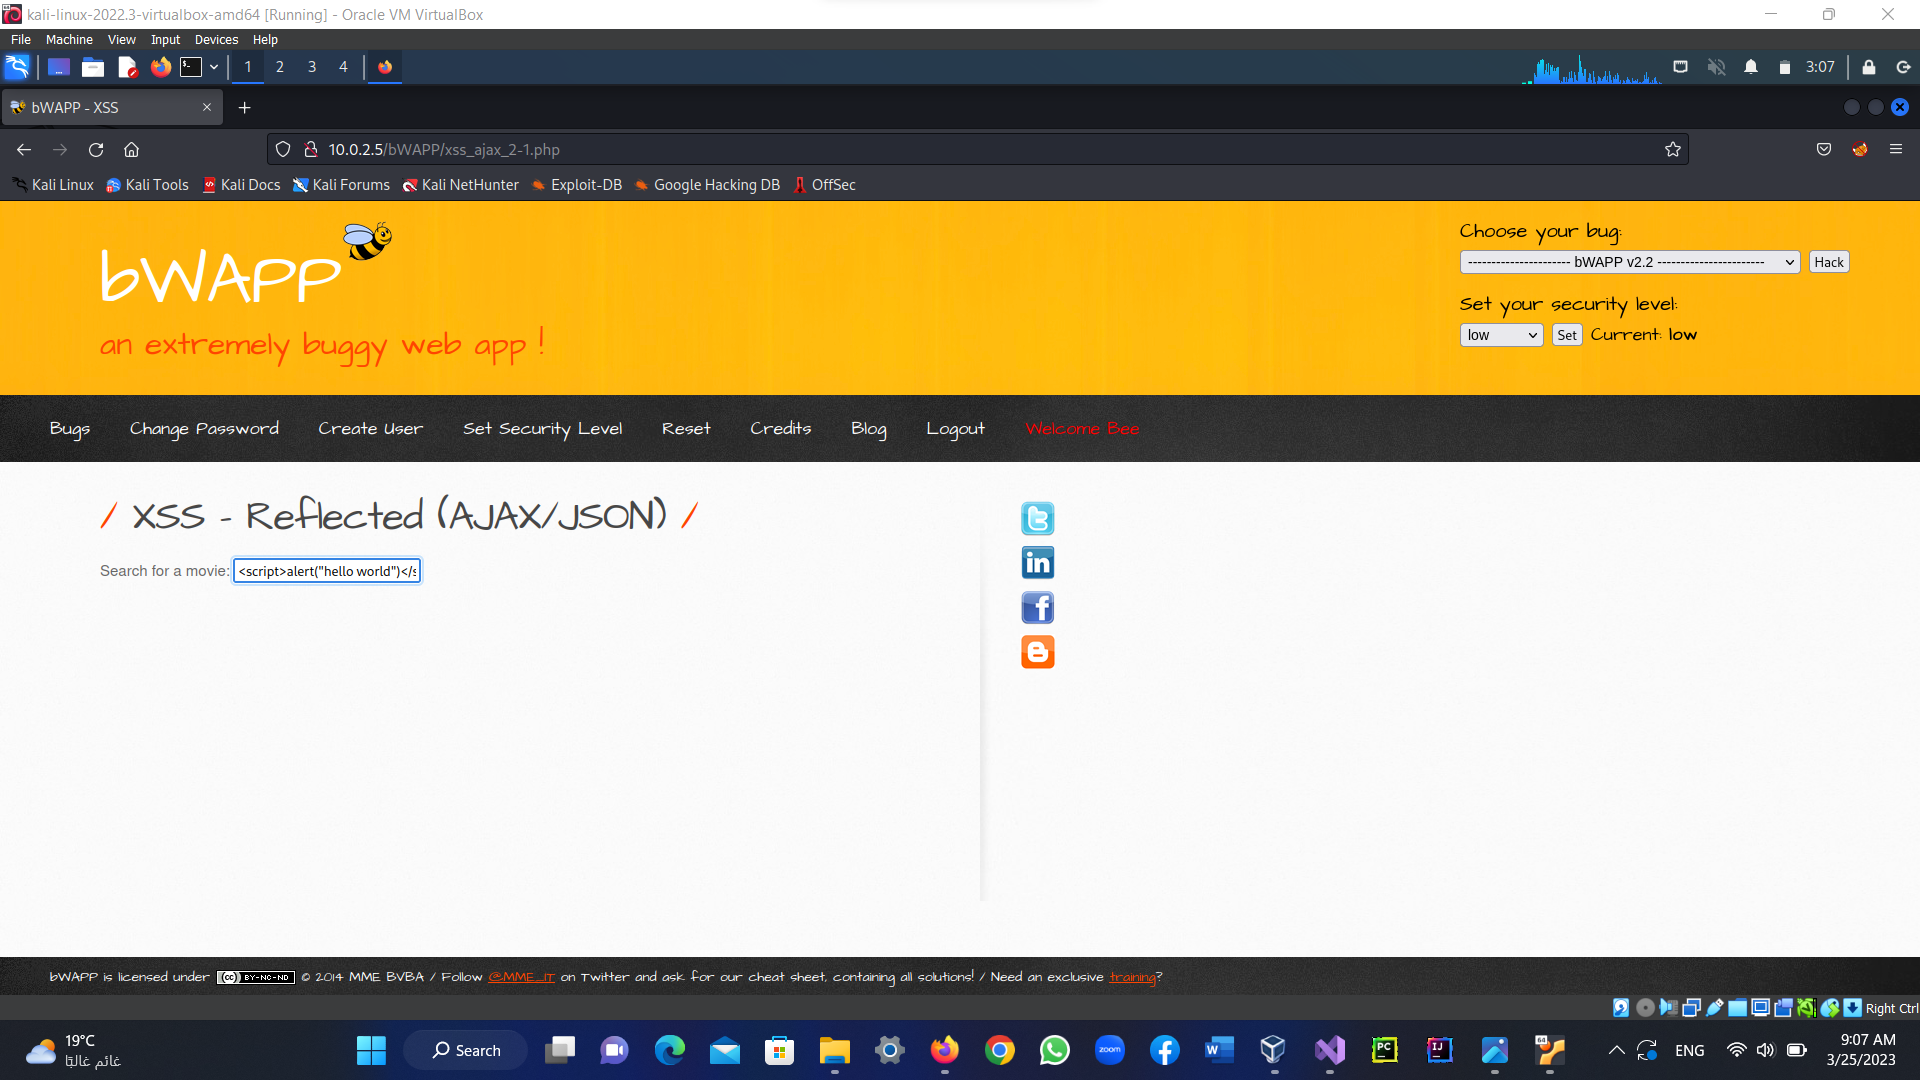 kali-linux-2022.3-virtualbox-amd64 [Running] - Oracle VM VirtualBox
File Machine View Input Devices Help
1 2 3 4 3:07
bWAPP - XSS
10.0.2.5/bWAPP/xss_ajax_2-1.php
Kali Linux Kali Tools Kali Docs Kali Forums Kali NetHunter Exploit-DB Google Hacking DB OffSec
bWAPP
an extremely buggy web app !
Choose your bug:
---------------------- bWAPP v2.2 ----------------------- Hack
Set your security level:
low Set Current: low
Bugs Change Password Create User Set Security Level Reset Credits Blog Logout Welcome Bee
/ XSS - Reflected (AJAX/JSON) /
Search for a movie: <script>alert("hello world")</s
bWAPP is licensed under (cc) BY-NC-ND © 2014 MME BVBA / Follow @MME_IT on Twitter and ask for our cheat sheet, containing all solutions! / Need an exclusive training?
Right Ctrl
19°C
غائم غالبًا
Search
zoom
PC
IJ
64
ENG
9:07 AM
3/25/2023